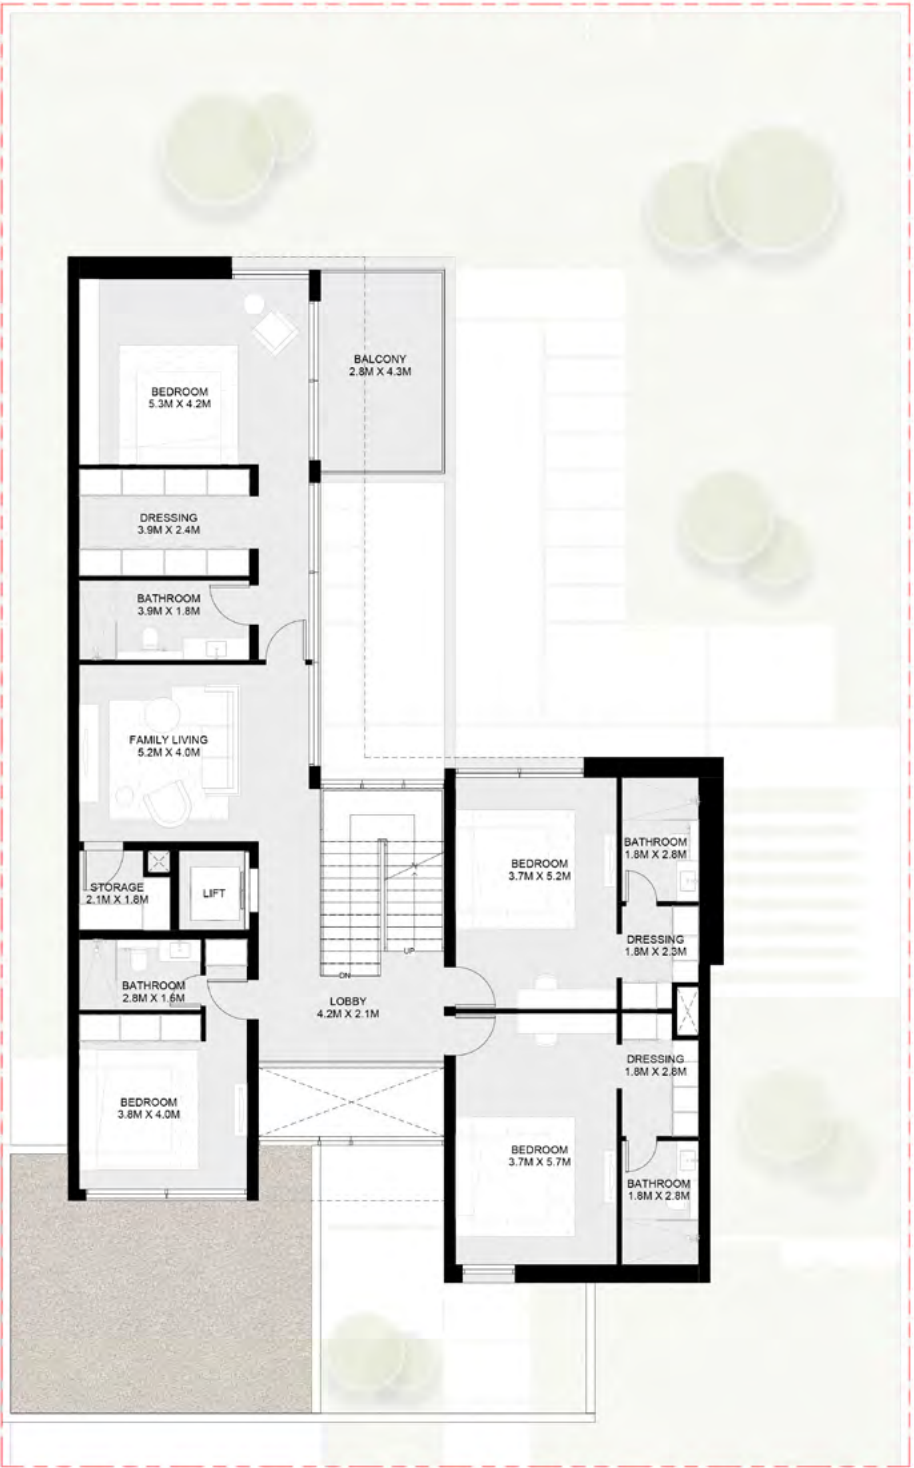 BALCONY
2.8M X 4.3M
BEDROOM
5.3M X 4.2M
DRESSING
3.9M X 2.4M
BATHROOM
3.9M X 1.8M
FAMILY LIVING
5.2M X 4.0M
BATHROOM
1.8M X 2.8M
BEDROOM
3.7M X 5.2M
STORAGE
2.1M X 1.8M
LIFT
DRESSING
1.8M X 2.3M
UP
DN
BATHROOM
2.8M X 1.6M
LOBBY
4.2M X 2.1M
DRESSING
1.8M X 2.8M
BEDROOM
3.8M X 4.0M
BEDROOM
3.7M X 5.7M
BATHROOM
1.8M X 2.8M